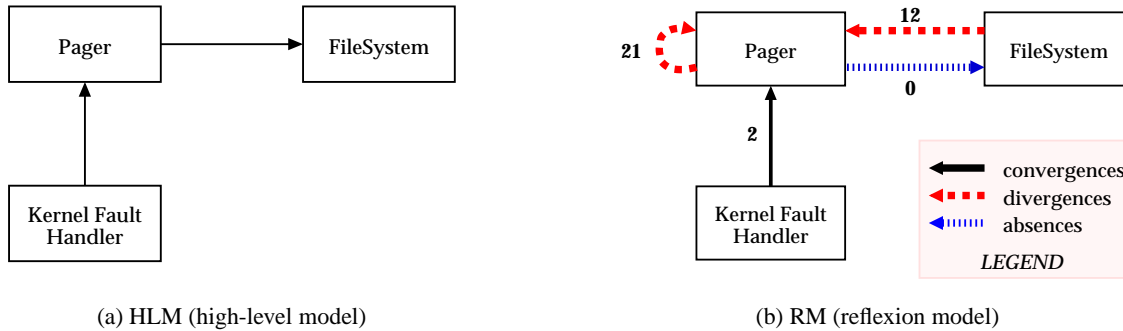 Pager
FileSystem
Kernel Fault
Handler
(a) HLM (high-level model)
12
21
Pager
FileSystem
0
2
Kernel Fault
Handler
convergences
divergences
absences
LEGEND
(b) RM (reflexion model)